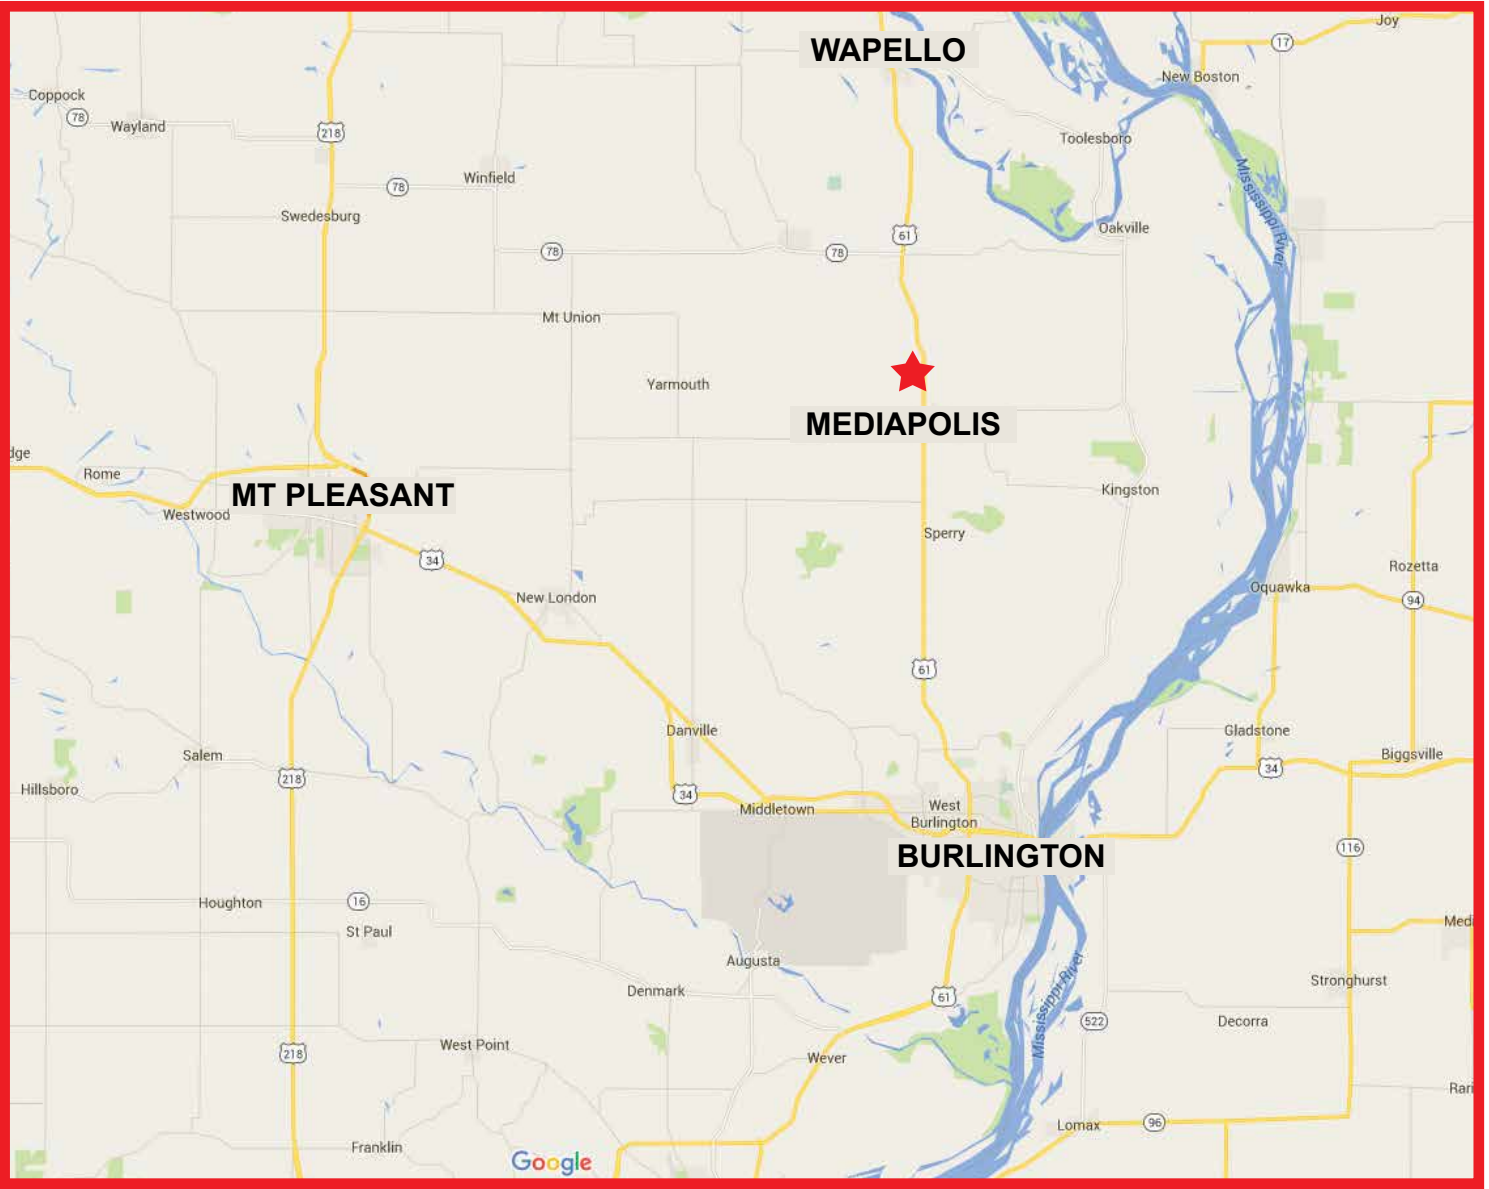 Joy
17
WAPELLO
New Boston
Coppock
78
Wayland
218
Toolesboro
Winfield
78
Mississippi River
Swedesburg
61
Oakville
78
78
Mt Union
Yarmouth
MEDIAPOLIS
dge
Rome
MT PLEASANT
Kingston
Westwood
Sperry
34
Rozetta
Oquawka
New London
94
61
Danville
Gladstone
Salem
Biggsville
218
34
Hillsboro
34
Middletown
West
Burlington
116
BURLINGTON
Houghton
16
St Paul
Medi
Augusta
Mississippi River
Stronghurst
Denmark
61
522
Decorra
West Point
218
Wever
Rari
Lomax
96
Franklin
Google